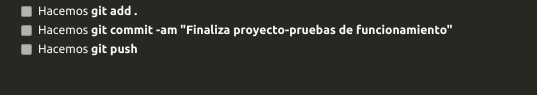 Hacemos git add .
Hacemos git commit -am "Finaliza proyecto-pruebas de funcionamiento"
Hacemos git push